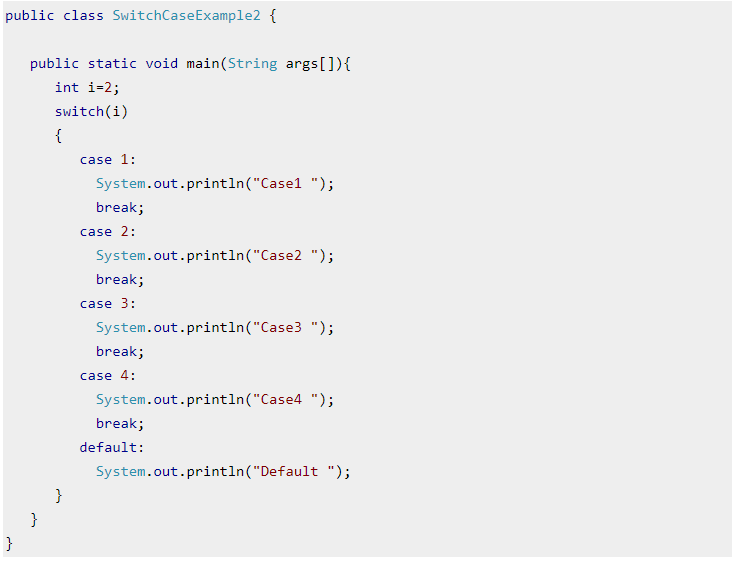 public class SwitchCaseExample2 {
public static void main(String args[]){
int i=2;
switch(i)
{
case 1:
System.out.println("Case1 ");
break;
case 2:
System.out.println("Case2 ");
break;
case 3:
System.out.println("Case3 ");
break;
case 4:
System.out.println("Case4 ");
break;
default:
System.out.println("Default ");
}
}
}